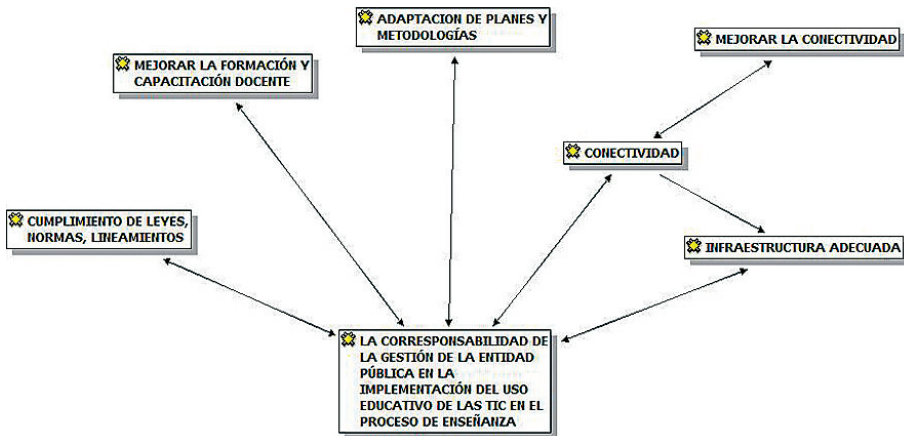 ADAPTACION DE PLANES Y
METODOLOGÍAS
MEJORAR LA CONECTIVIDAD
MEJORAR LA FORMACIÓN Y
CAPACITACIÓN DOCENTE
CONECTIVIDAD
CUMPLIMIENTO DE LEYES,
NORMAS, LINEAMIENTOS
INFRAESTRUCTURA ADECUADA
LA CORRESPONSABILIDAD DE
LA GESTIÓN DE LA ENTIDAD
PÚBLICA EN LA
IMPLEMENTACIÓN DEL USO
EDUCATIVO DE LAS TIC EN EL
PROCESO DE ENSEÑANZA